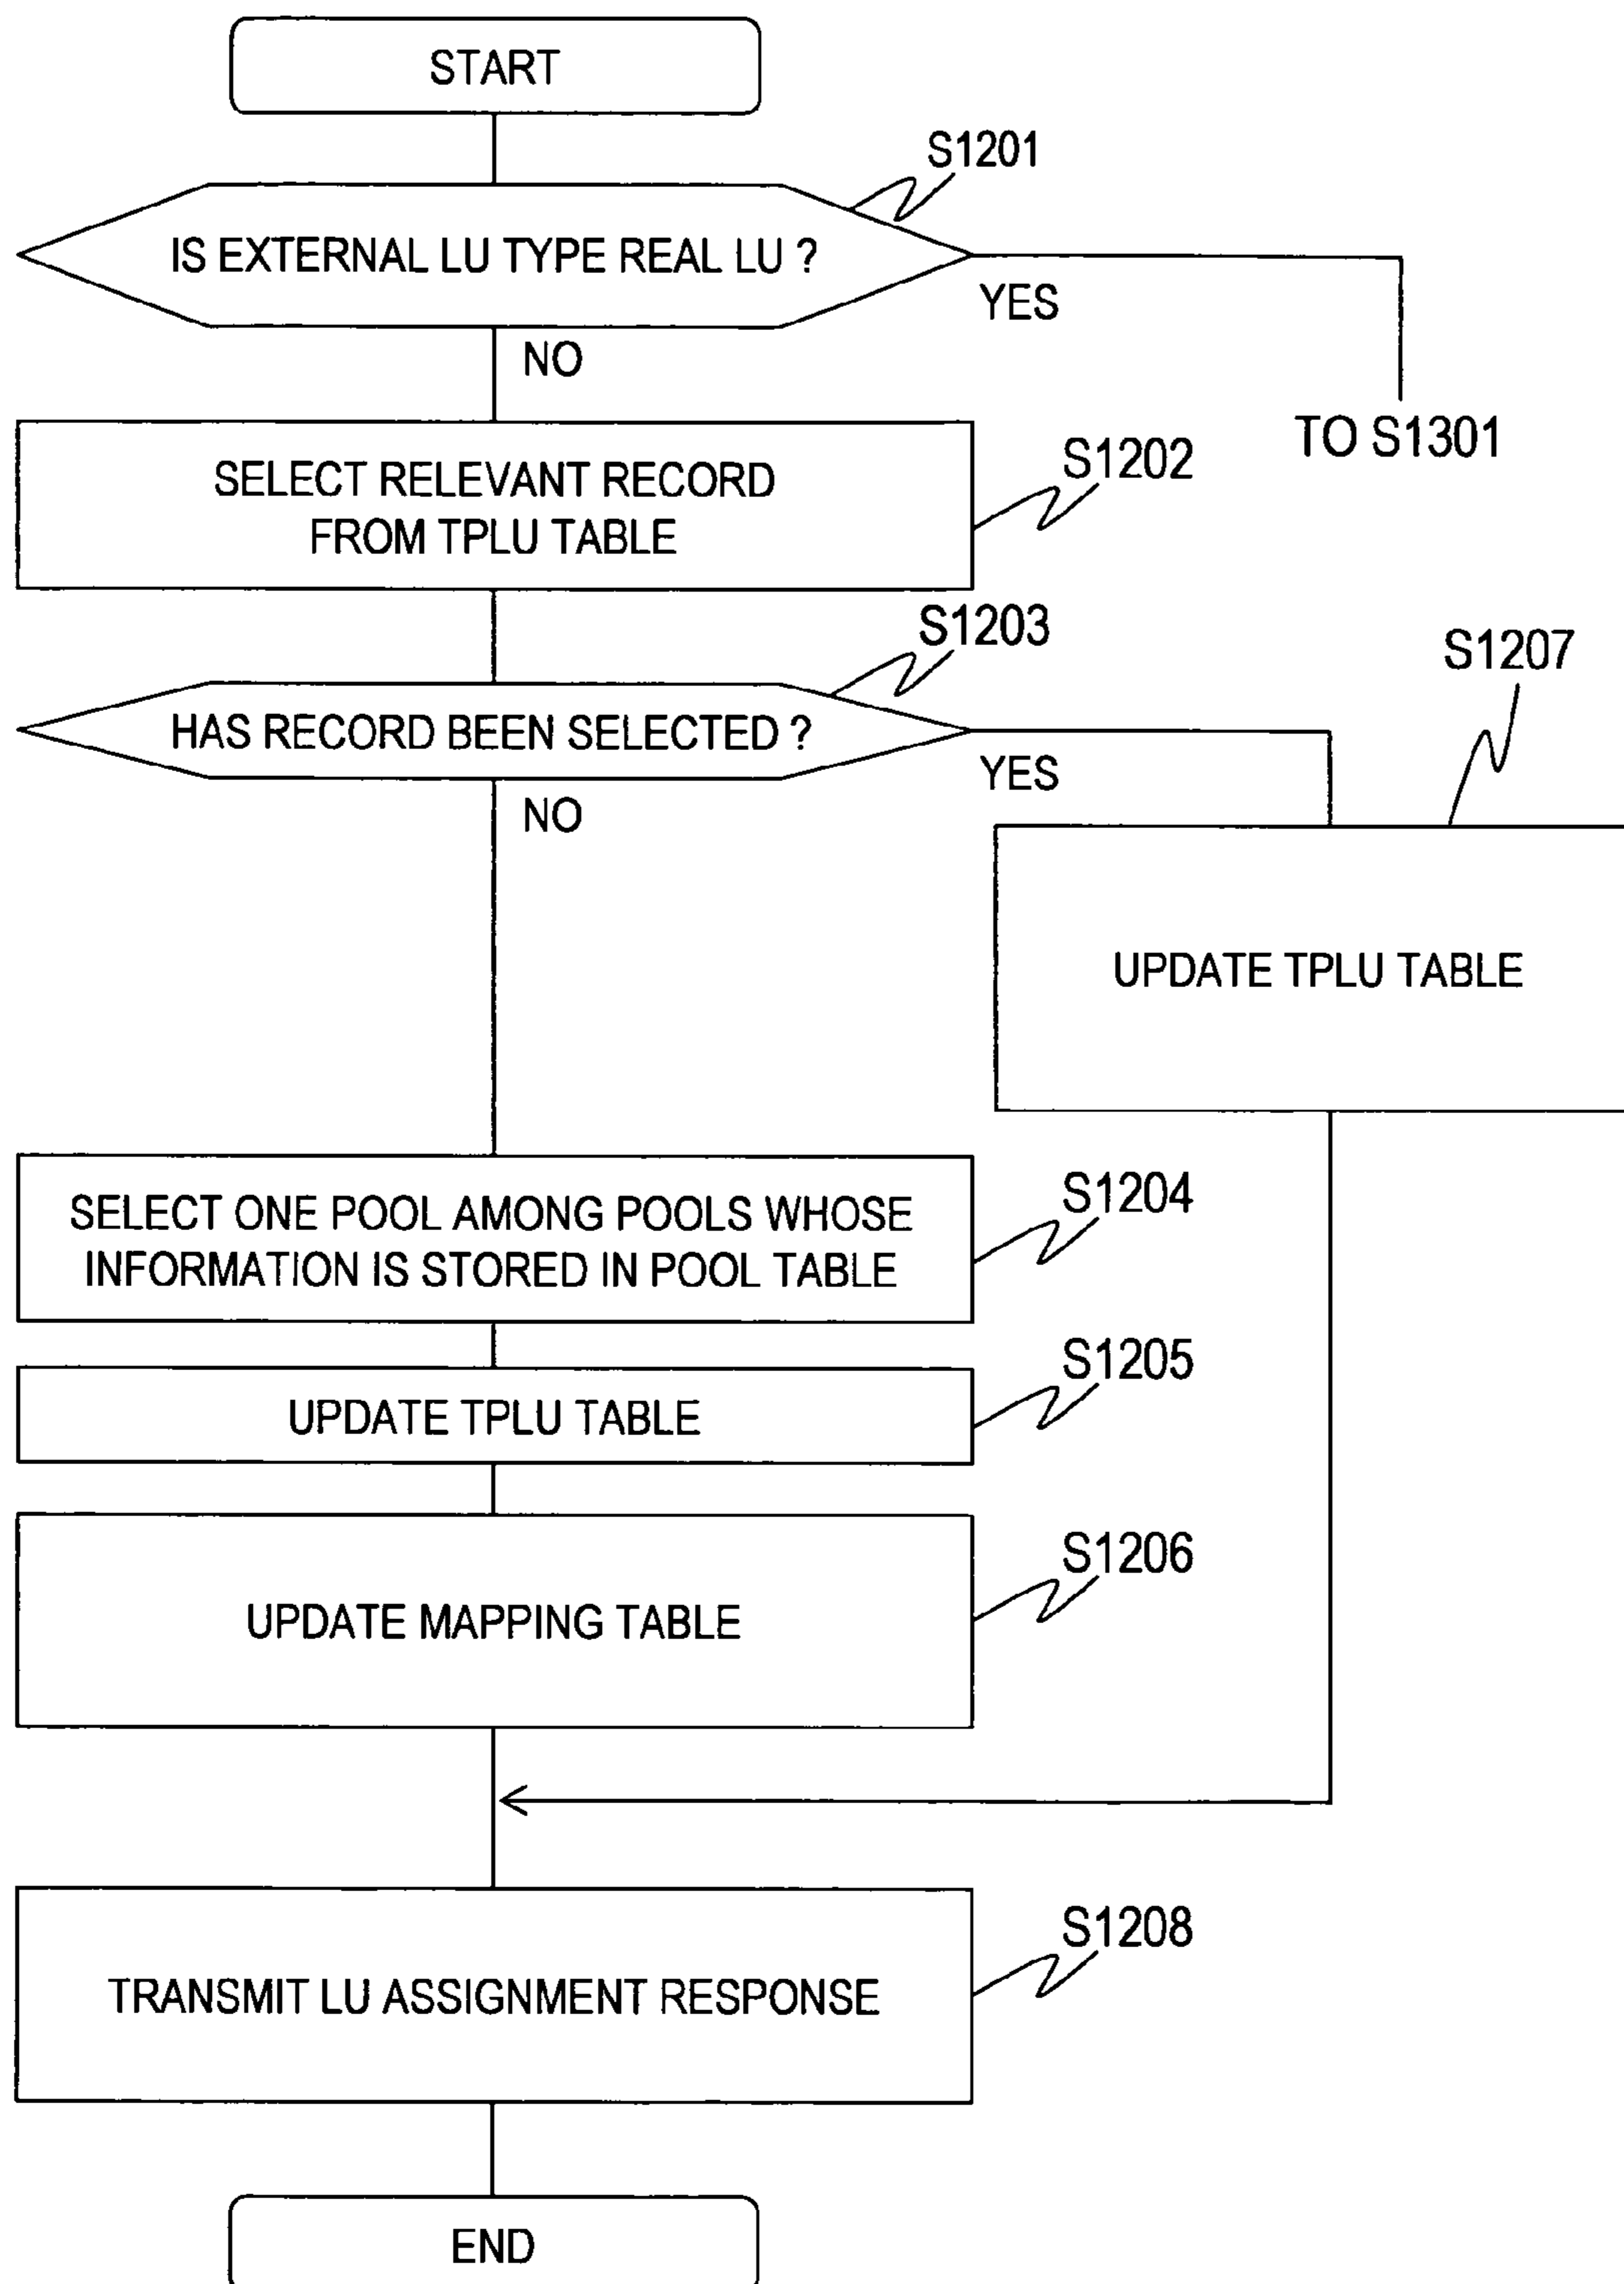 START
S1201
IS EXTERNAL LU TYPE REAL LU ?
YES
NO
TO S1301
SELECT RELEVANT RECORD
FROM TPLU TABLE
S1202
S1203
S1207
HAS RECORD BEEN SELECTED ?
YES
NO
UPDATE TPLU TABLE
SELECT ONE POOL AMONG POOLS WHOSE
INFORMATION IS STORED IN POOL TABLE
S1204
UPDATE TPLU TABLE
S1205
UPDATE MAPPING TABLE
S1206
TRANSMIT LU ASSIGNMENT RESPONSE
S1208
END